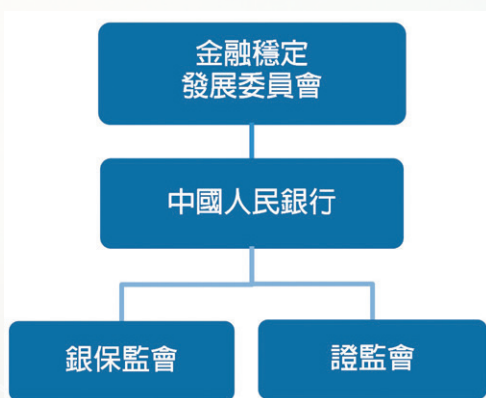 金融穩定
發展委員會
中國人民銀行
銀保監會
證監會